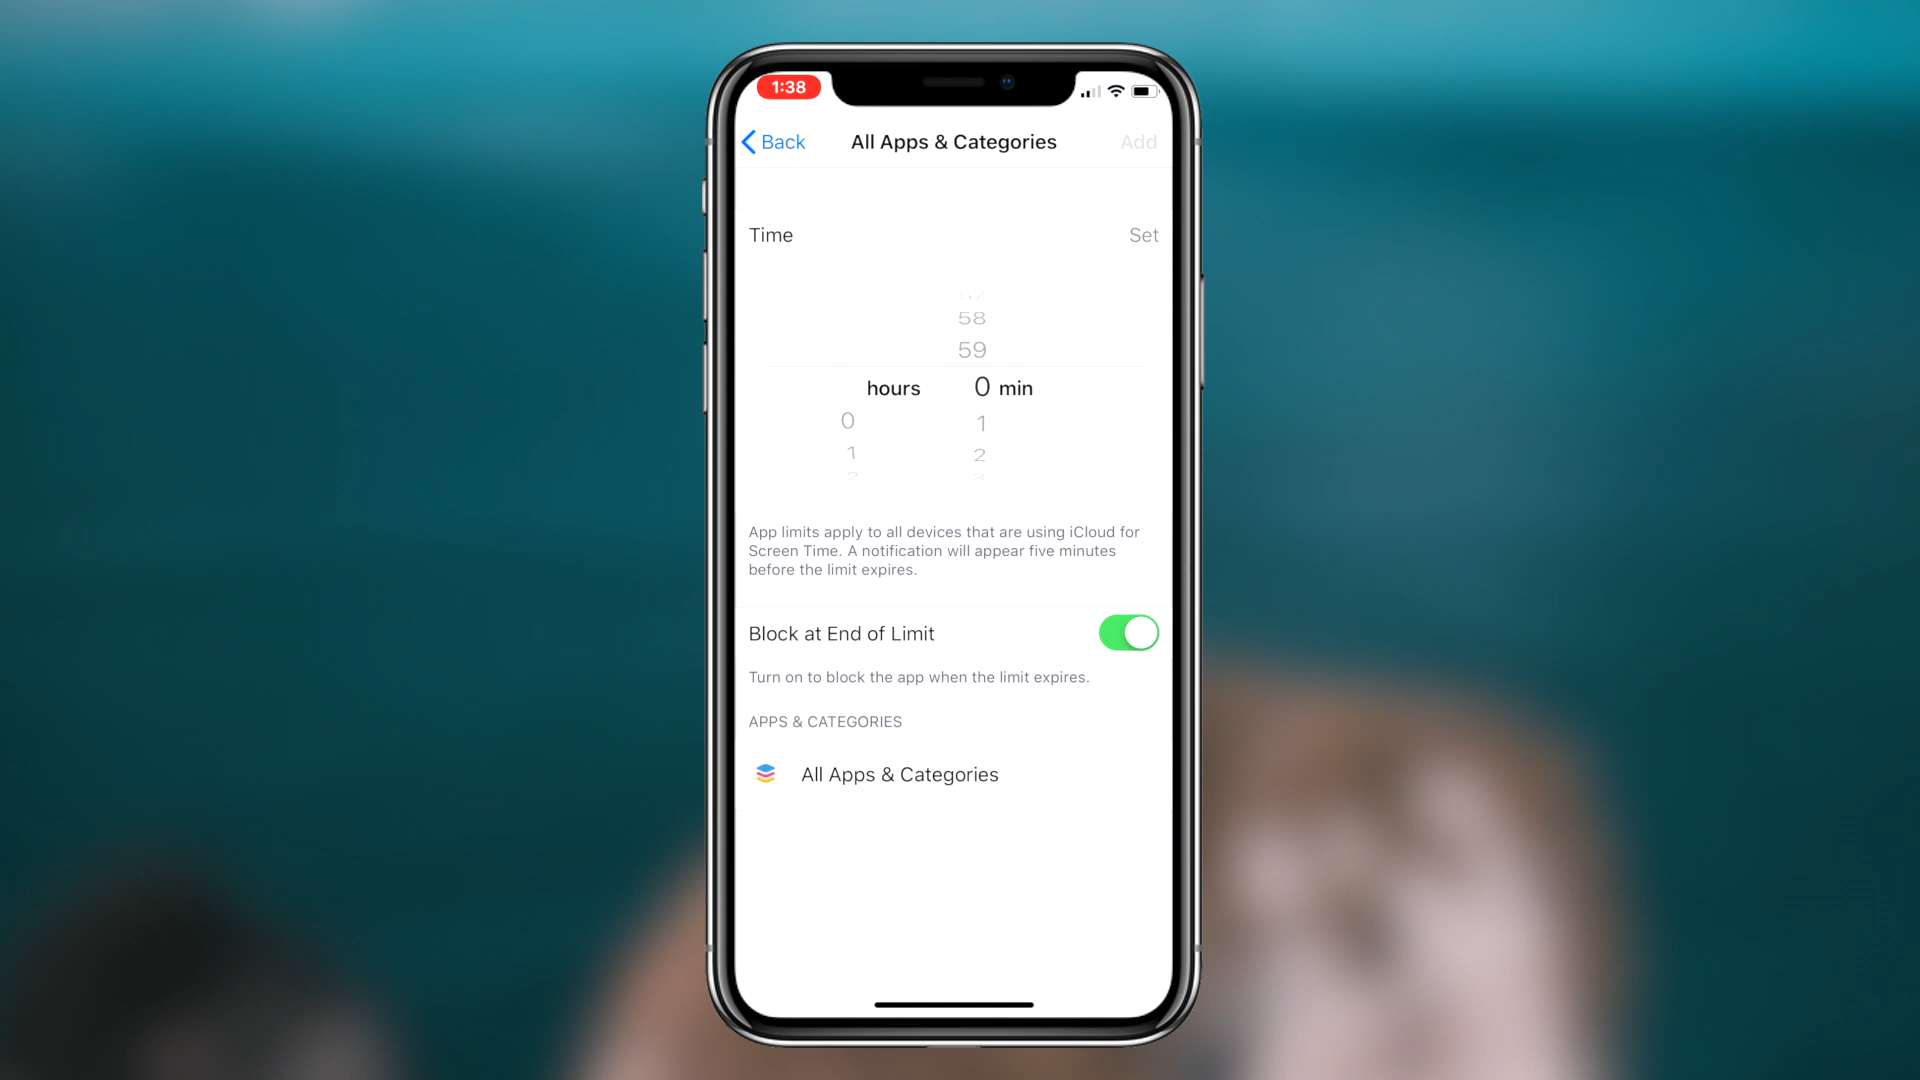 1:38
Back All Apps & Categories Add
Time Set
58
59
hours 0 min
0 1
1 2
2 3
App limits apply to all devices that are using iCloud for
Screen Time. A notification will appear five minutes
before the limit expires.
Block at End of Limit
Turn on to block the app when the limit expires.
APPS & CATEGORIES
All Apps & Categories